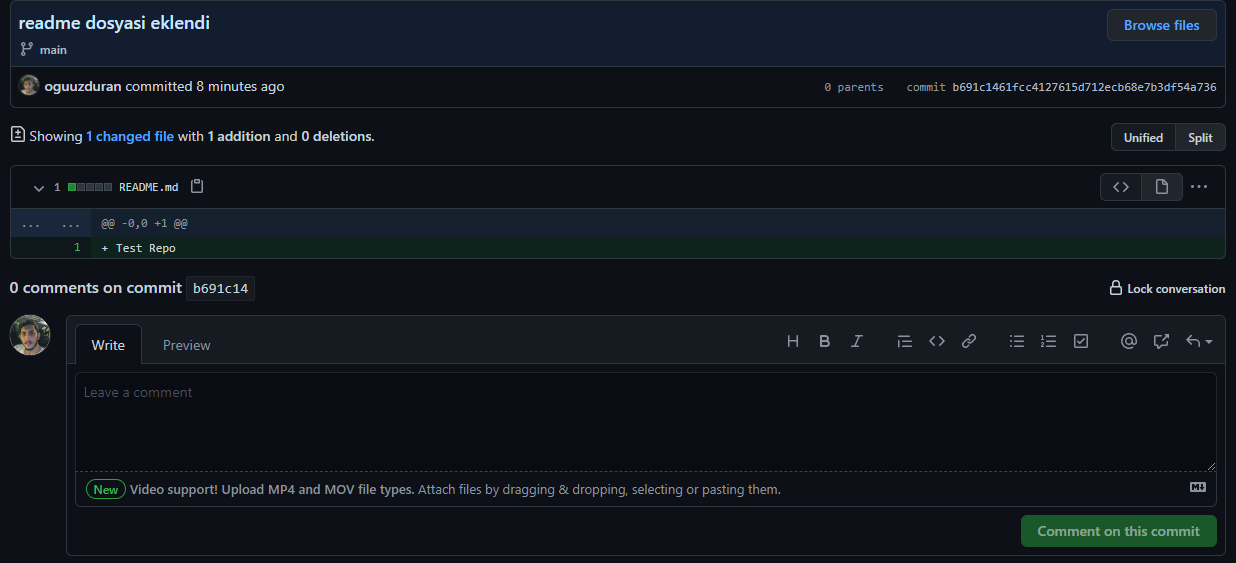 readme dosyasi eklendi
Browse files
main
oguuzduran committed 8 minutes ago
0 parents commit b691c1461fcc4127615d712ecb68e7b3df54a736
Showing 1 changed file with 1 addition and 0 deletions.
Unified Split
1 README.md
... ... @@ -0,0 +1 @@
1 + Test Repo
0 comments on commit b691c14
Lock conversation
Write Preview
Leave a comment
New Video support! Upload MP4 and MOV file types. Attach files by dragging & dropping, selecting or pasting them.
Comment on this commit